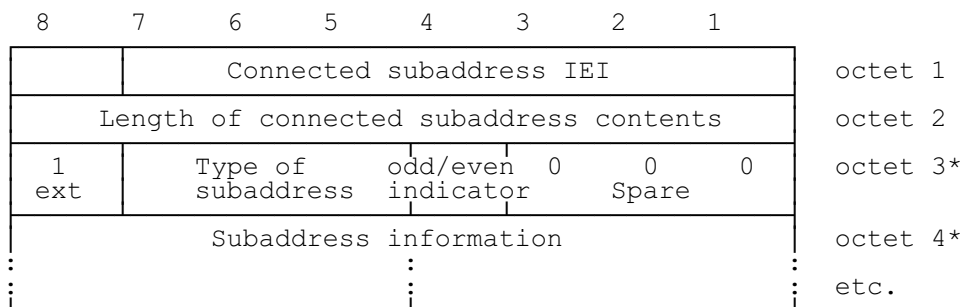 8 7 6 5 4 3 2 1
Connected subaddress IEI octet 1
Length of connected subaddress contents octet 2
1 Type of odd/even 0 0 0 octet 3*
ext subaddress indicator Spare
Subaddress information octet 4*
etc.